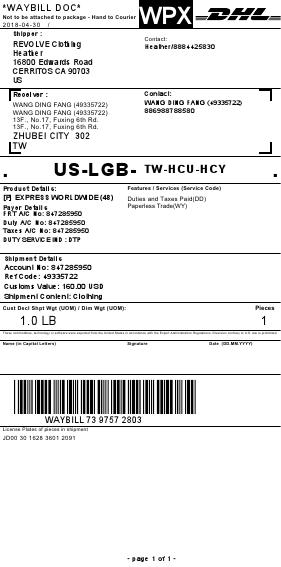 *WAYBILL DOC*
Not to be attached to package - Hand to Courier
2018-04-30 /
WPX
DHL
Shipper :
REVOLVE Clothing
Heather
16800 Edwards Road
CERRITOS CA 90703
US
Contact:
Heather/8884425830
Receiver :
WANG DING FANG (49335722)
WANG DING FANG (49335722)
13F., No.17, Fuxing 6th Rd.
13F., No.17, Fuxing 6th Rd.
ZHUBEI CITY 302
TW
Contact:
WANG DING FANG (49335722)
886988788580
US-LGB- TW-HCU-HCY
Product Details:
[P] EXPRESS WORLDWIDE (48)
Payer Details
FRT A/C No: 847285950
Duty A/C No: 847285950
Taxes A/C No: 847285950
DUTY SERVICE IND : DTP
Features / Services (Service Code)
Duties and Taxes Paid(DD)
Paperless Trade(WY)
Shipment Details
Account No: 847285950
Ref Code: 49335722
Customs Value: 160.00 USD
Shipment Content: Clothing
Cust Decl Shpt Wgt (UOM) / Dim Wgt (UOM):
Pieces
1.0 LB
1
Name (in Capital Letters)
Signature
Date (DD.MM.YYYY)
WAYBILL 73 9757 2803
License Plates of pieces in shipment
JD00 30 1628 3601 2091
- page 1 of 1 -